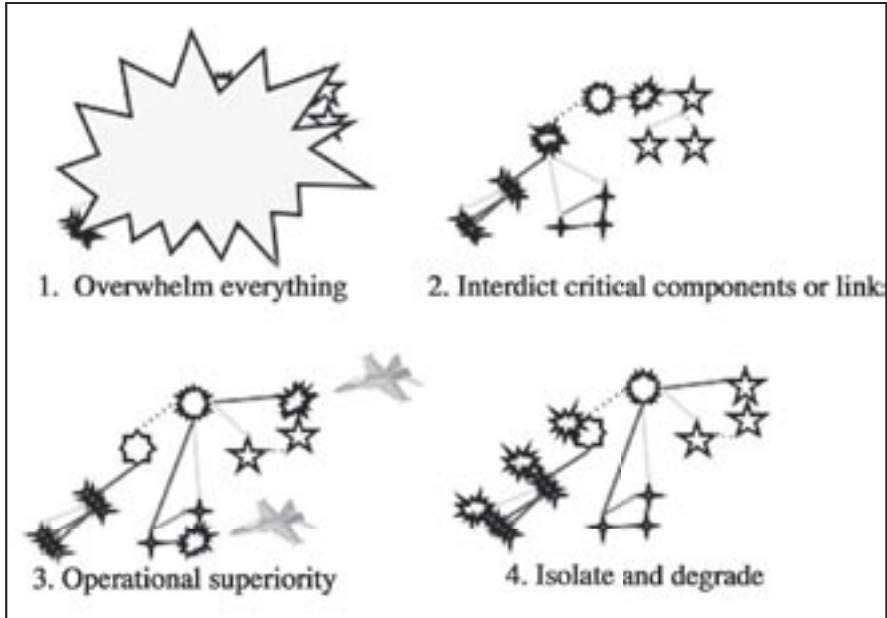 1. Overwhelm everything
2. Interdict critical components or link
3. Operational superiority
4. Isolate and degrade